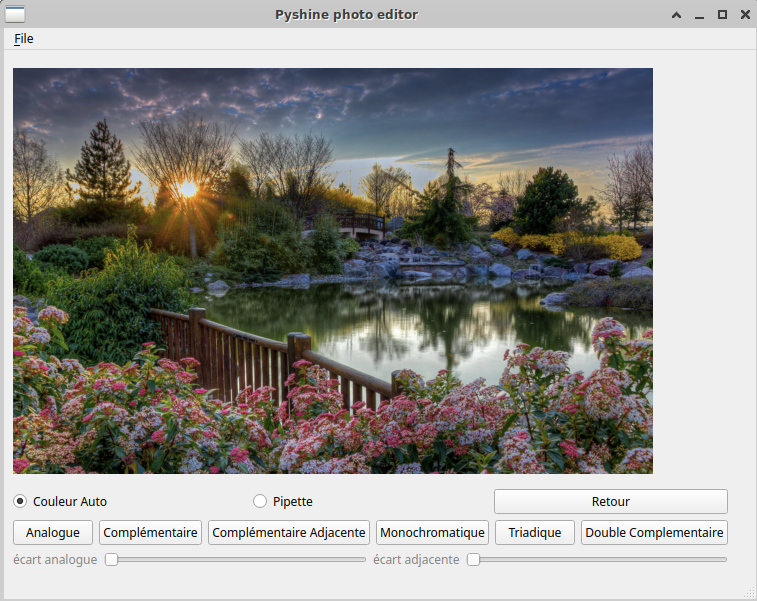 Pyshine photo editor
File
Couleur Auto Pipette Retour
Analogue Complémentaire Complémentaire Adjacente Monochromatique Triadique Double Complementaire
écart analogue écart adjacente